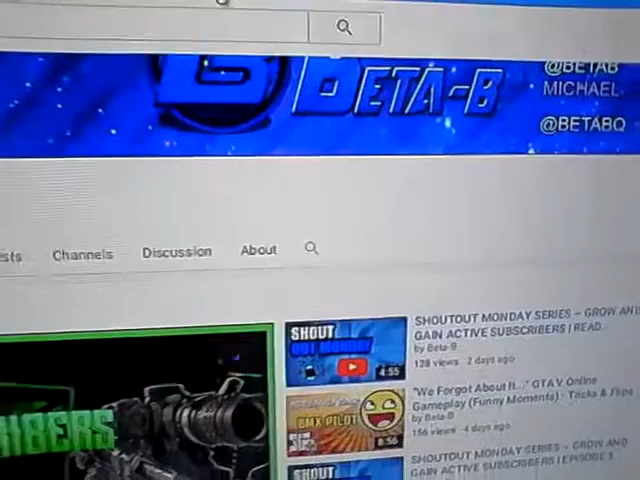 BETA-B
@BETAB
MICHAEL
@BETABQ
sts
Channels
Discussion
About
SHOUT
OUT MONDAY
4:55
SHOUTOUT MONDAY SERIES - GROW AND
GAIN ACTIVE SUBSCRIBERS | READ
by Beta-B
128 views 2 days ago
BMX PILOT
6:56
"We Forgot About It..." GTA V Online
Gameplay (Funny Moments) - Tricks & Flips
by Beta-B
156 views 4 days ago
IBERS
SHOUT
SHOUTOUT MONDAY SERIES - GROW AND
GAIN ACTIVE SUBSCRIBERS | EPISODE 3